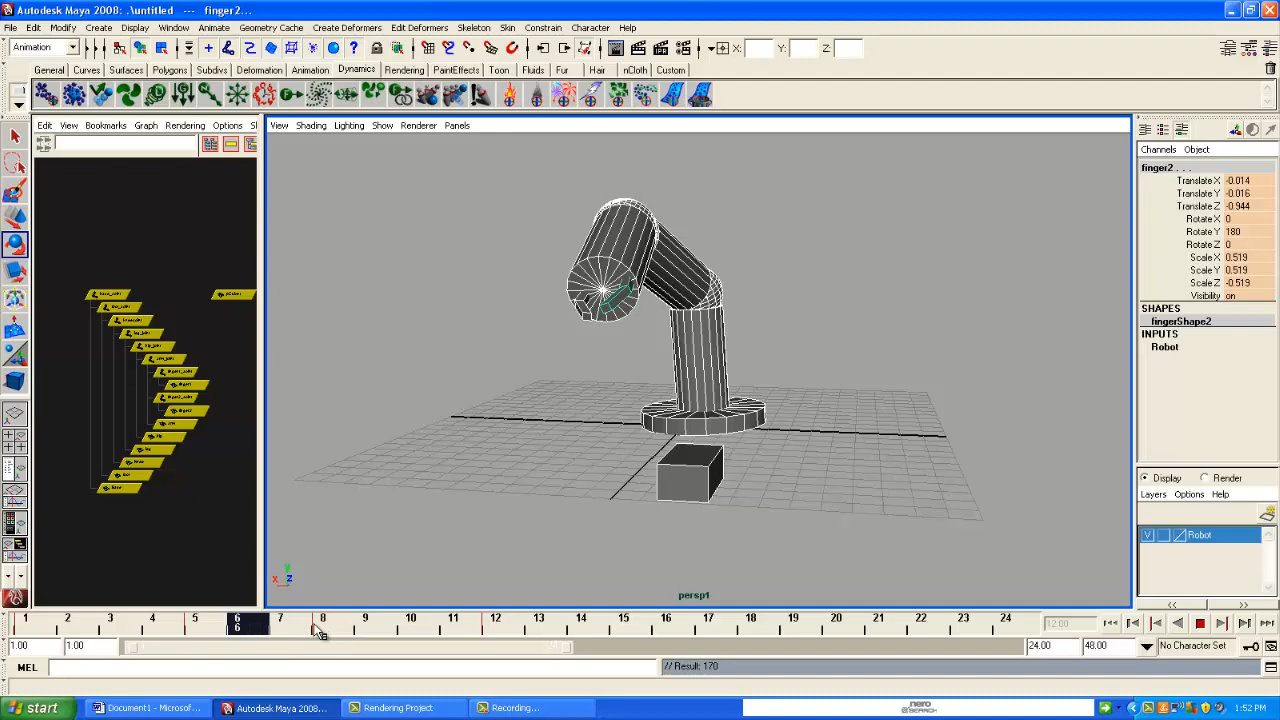 Autodesk Maya 2008: .\untitled --- finger2...
File Edit Modify Create Display Window Animate Geometry Cache Create Deformers Edit Deformers Skeleton Skin Constrain Character Help
Animation X: Y: Z:
General Curves Surfaces Polygons Subdivs Deformation Animation Dynamics Rendering PaintEffects Toon Fluids Fur Hair nCloth Custom
Edit View Bookmarks Graph Rendering Options
View Shading Lighting Show Renderer Panels
Channels Object
finger2 . . .
Translate X -0.014
Translate Y -0.016
Translate Z -0.944
Rotate X 0
Rotate Y 180
Rotate Z 0
Scale X 0.519
Scale Y 0.519
Scale Z -0.519
Visibility on
SHAPES
fingerShape2
INPUTS
Robot
Display Render
Layers Options Help
V Robot
persp1
1 2 3 4 5 6 7 8 9 10 11 12 13 14 15 16 17 18 19 20 21 22 23 24
6
12.00
1.00 1.00 24.00 48.00 No Character Set
MEL // Result: 170
start Document1 - Microsof... Autodesk Maya 2008... Rendering Project Recording... nero SEARCH 1:52 PM